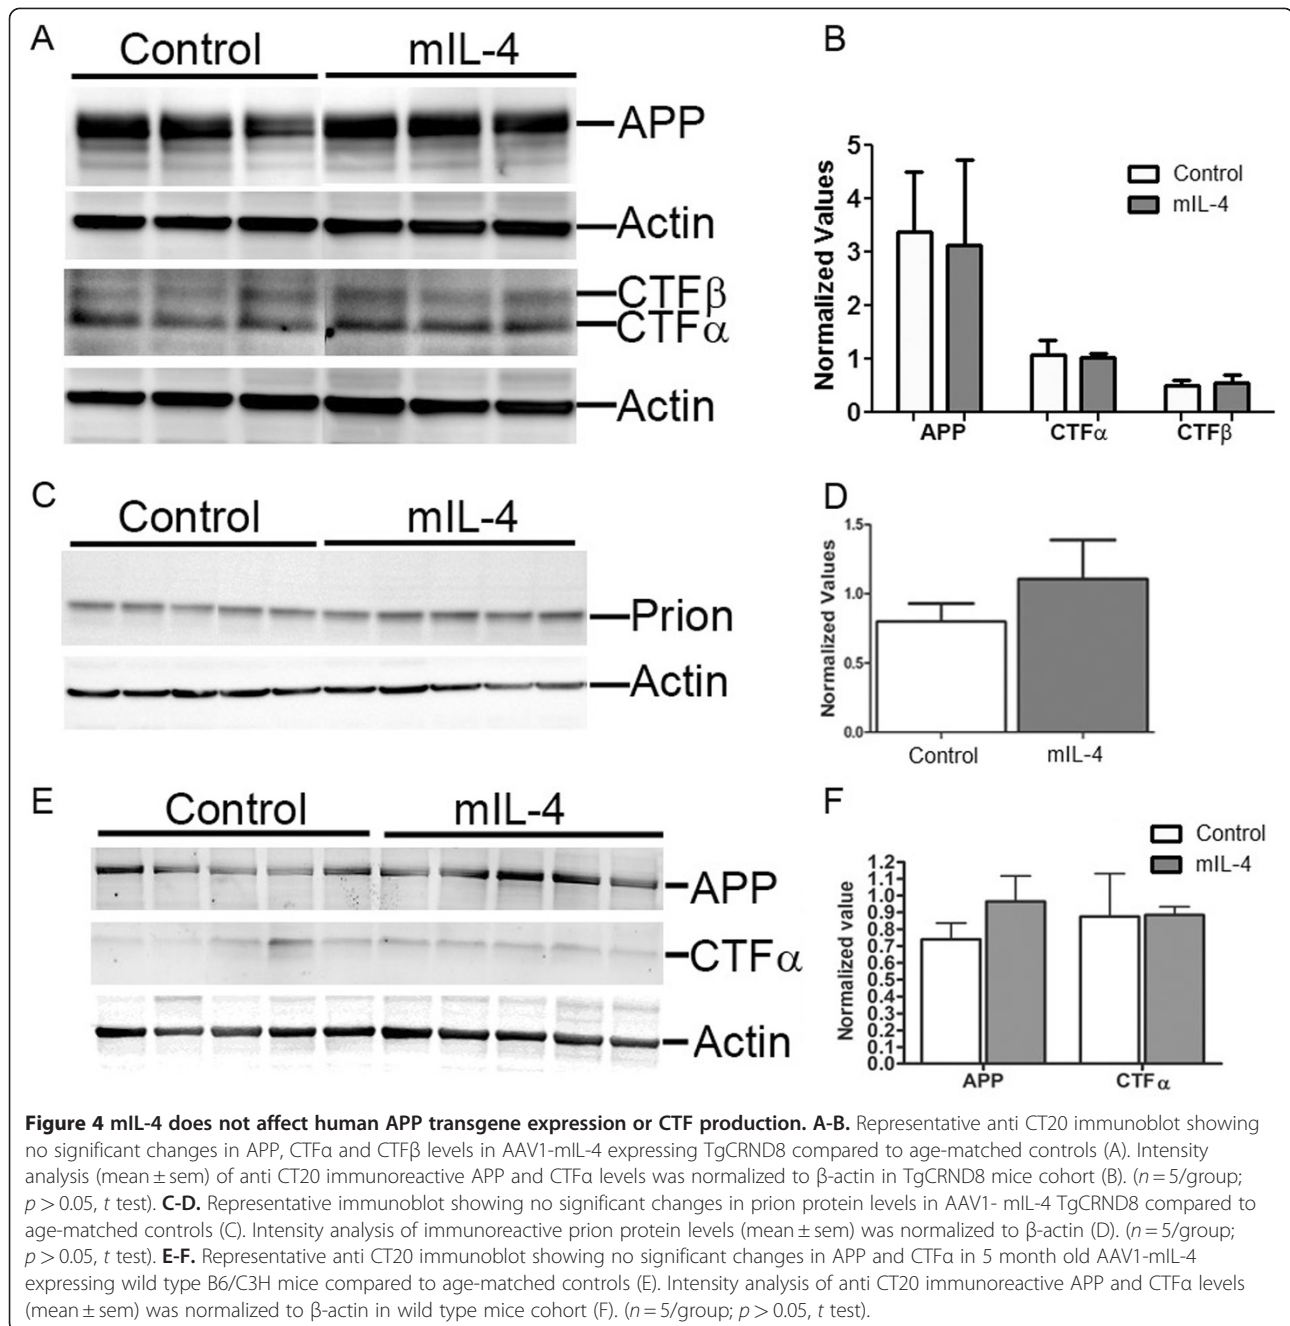 A
Control mIL-4
APP
Actin
CTFβ
CTFα
Actin
B
Normalized Values
5
4
3
2
1
0
Control
mIL-4
APP CTFα CTFβ
C
Control mIL-4
Prion
Actin
D
Normalized Values
1.5
1.0
0.5
0.0
Control mIL-4
E
Control mIL-4
APP
CTFα
Actin
F
Normalized value
1.2
1.0
1.0
0.9
0.8
0.7
0.6
0.5
0.4
0.3
0.2
0.1
0.0
Control
mIL-4
APP CTFα
Figure 4 mIL-4 does not affect human APP transgene expression or CTF production. A-B. Representative anti CT20 immunoblot showing
no significant changes in APP, CTFα and CTFβ levels in AAV1-mIL-4 expressing TgCRND8 compared to age-matched controls (A). Intensity
analysis (mean ± sem) of anti CT20 immunoreactive APP and CTFα levels was normalized to β-actin in TgCRND8 mice cohort (B). (n = 5/group;
p > 0.05, t test). C-D. Representative immunoblot showing no significant changes in prion protein levels in AAV1- mIL-4 TgCRND8 compared to
age-matched controls (C). Intensity analysis of immunoreactive prion protein levels (mean ± sem) was normalized to β-actin (D). (n = 5/group;
p > 0.05, t test). E-F. Representative anti CT20 immunoblot showing no significant changes in APP and CTFα in 5 month old AAV1-mIL-4
expressing wild type B6/C3H mice compared to age-matched controls (E). Intensity analysis of anti CT20 immunoreactive APP and CTFα levels
(mean ± sem) was normalized to β-actin in wild type mice cohort (F). (n = 5/group; p > 0.05, t test).